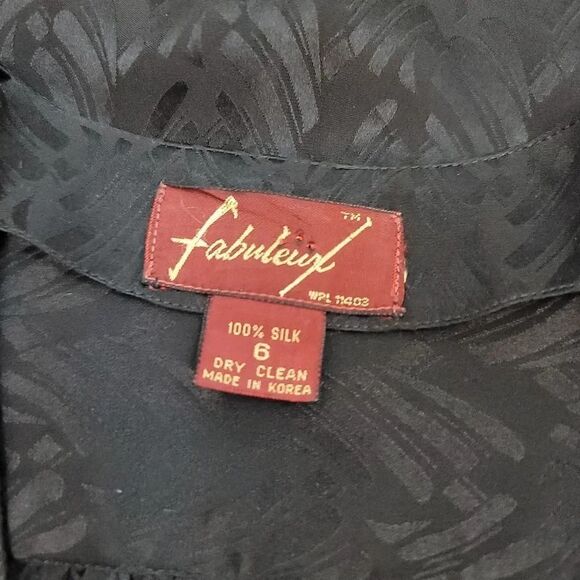 Fabuleux TM
WPL 11403
100% SILK
6
DRY CLEAN
MADE IN KOREA